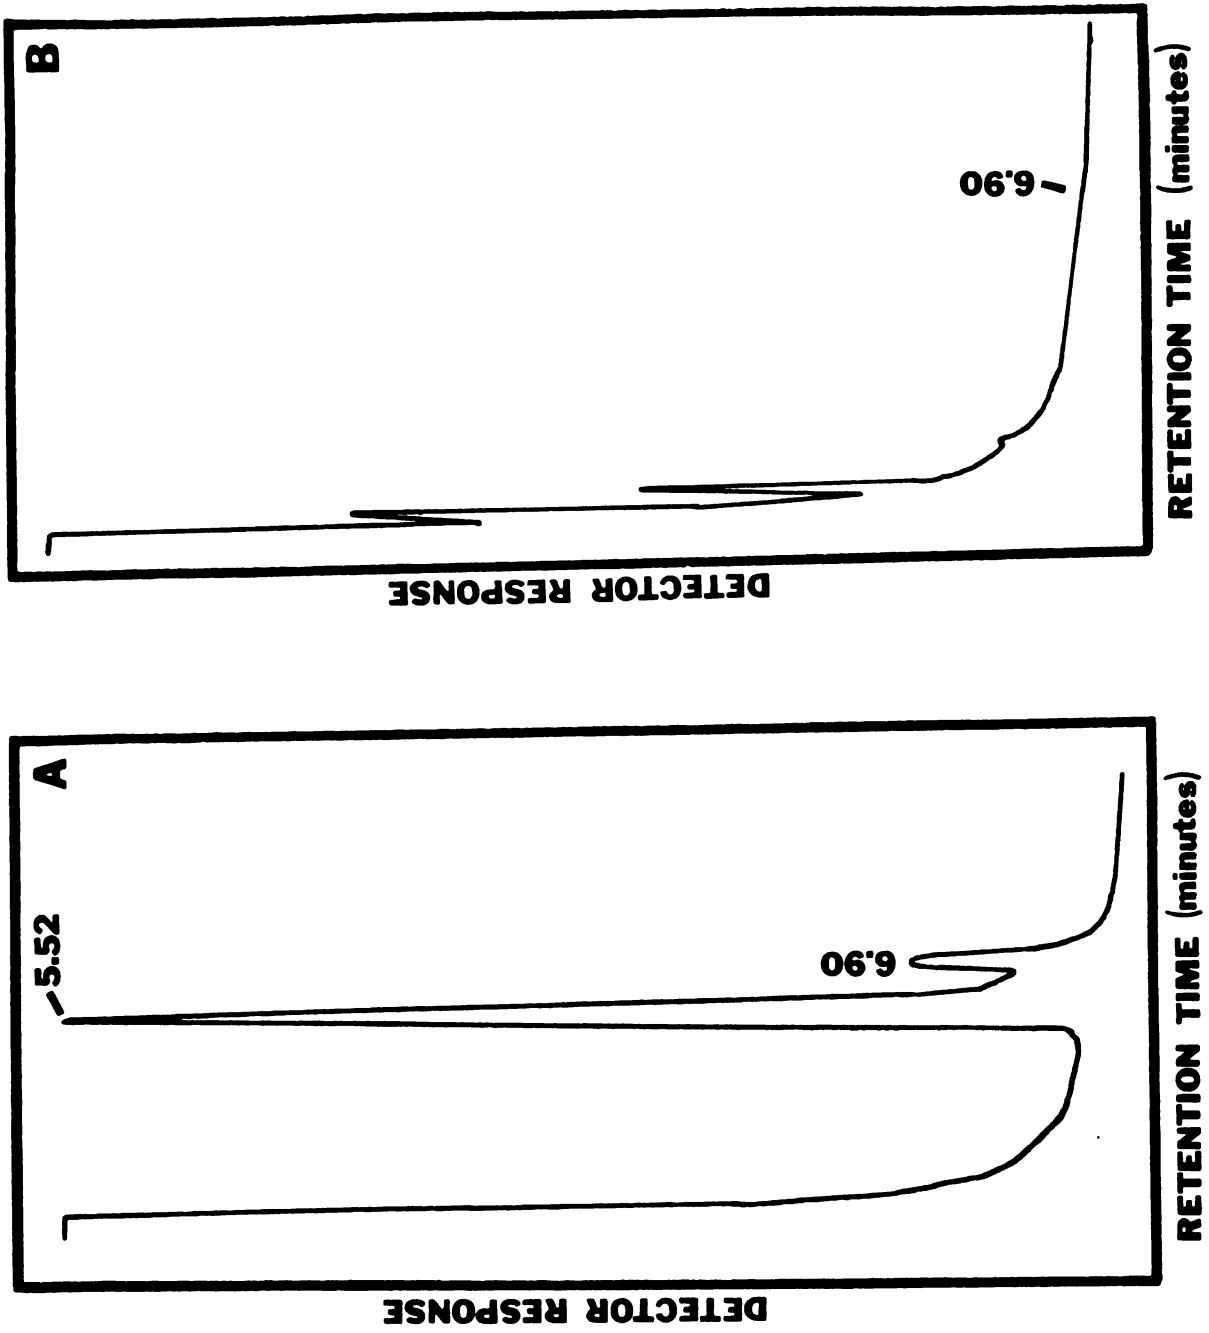 A
5.52
6.90
DETECTOR RESPONSE
RETENTION TIME (minutes)
B
6.90
DETECTOR RESPONSE
RETENTION TIME (minutes)